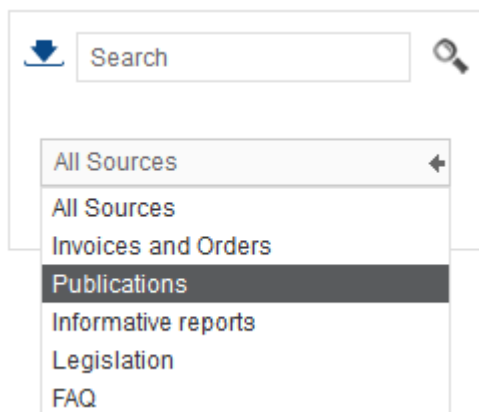 Search
All Sources
All Sources
Invoices and Orders
Publications
Informative reports
Legislation
FAQ